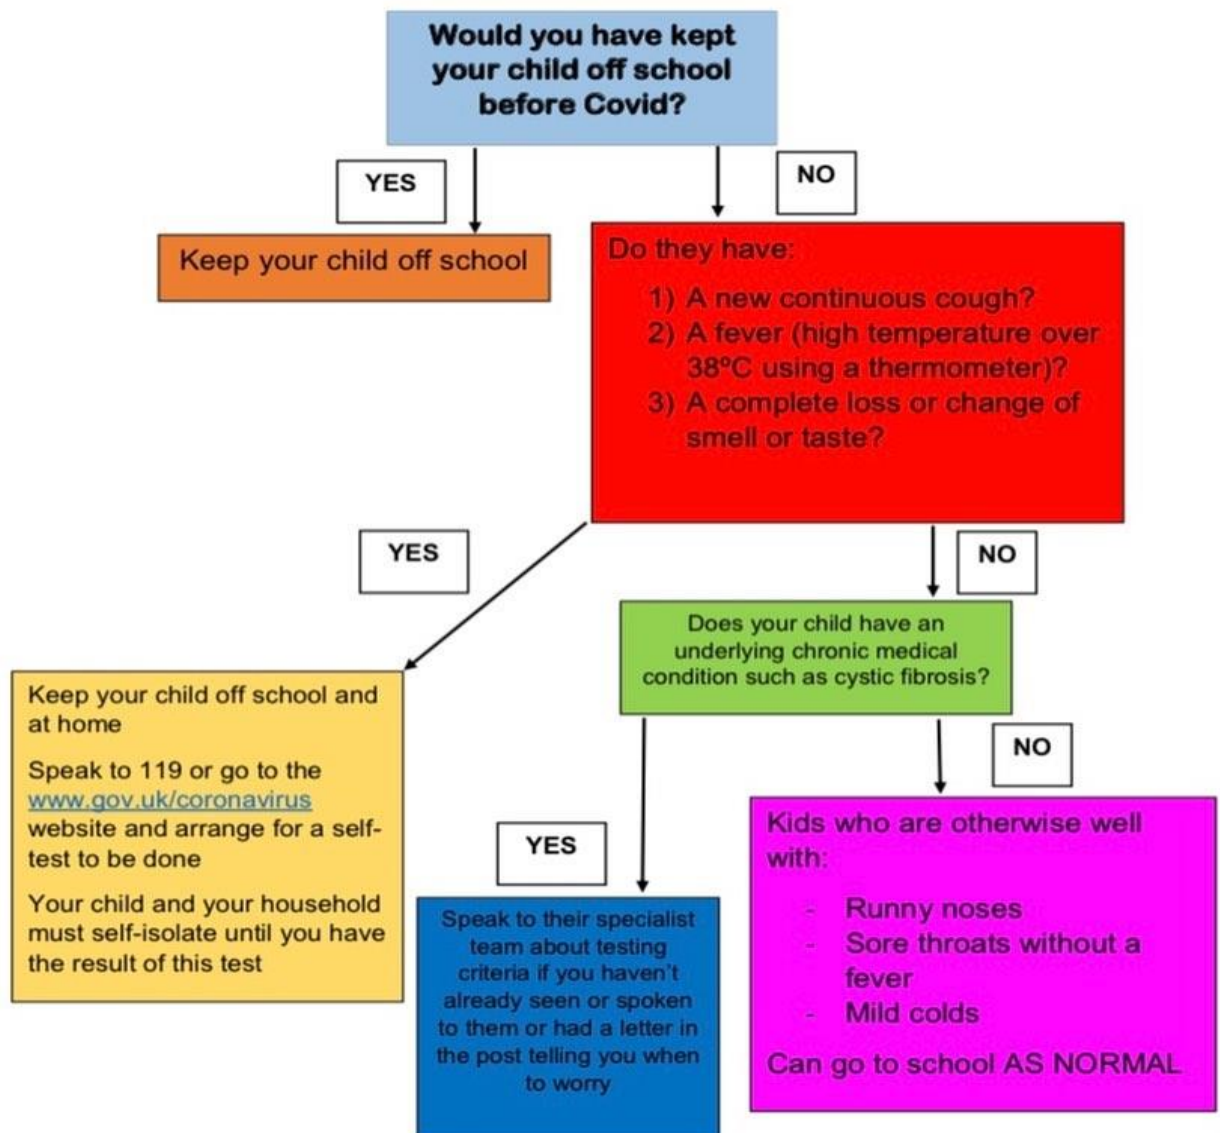 Would you have kept
your child off school
before Covid?
YES
NO
Keep your child off school
Do they have:
1) A new continuous cough?
2) A fever (high temperature over
38ºC using a thermometer)?
3) A complete loss or change of
smell or taste?
YES
NO
Does your child have an
underlying chronic medical
condition such as cystic fibrosis?
Keep your child off school and
at home
Speak to 119 or go to the
www.gov.uk/coronavirus
website and arrange for a self-
test to be done
Your child and your household
must self-isolate until you have
the result of this test
YES
NO
Speak to their specialist
team about testing
criteria if you haven't
already seen or spoken
to them or had a letter in
the post telling you when
to worry
Kids who are otherwise well
with:
- Runny noses
- Sore throats without a
fever
- Mild colds
Can go to school AS NORMAL